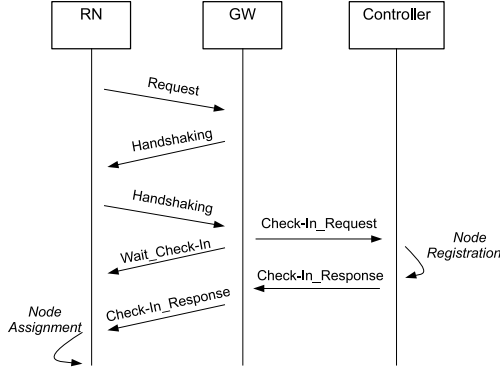 RN
GW
Controller
Request
Handshaking
Handshaking
Check-In_Request
Wait_Check-In
Node
Registration
Check-In_Response
Check-In_Response
Node
Assignment